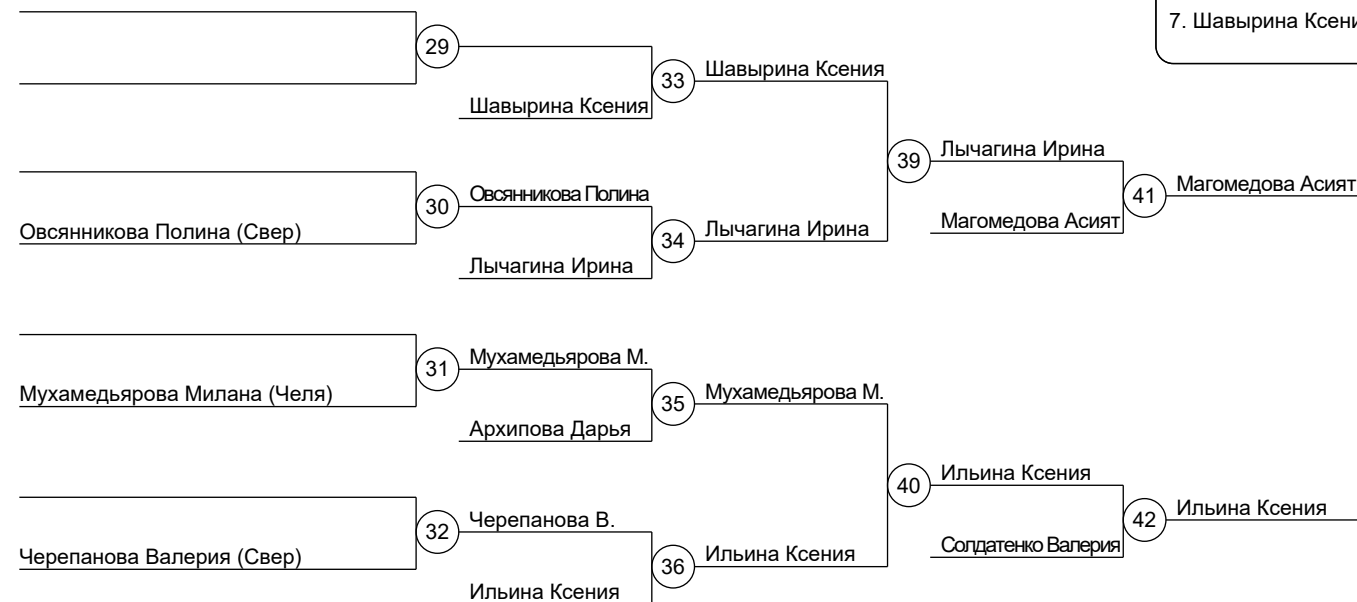 7. Шавырина Ксени
29
Шавырина Ксения
33
Шавырина Ксения
39
Лычагина Ирина
41
Магомедова Асият
Магомедова Асият
30
Овсянникова Полина
Овсянникова Полина (Свер)
34
Лычагина Ирина
Лычагина Ирина
31
Мухамедьярова М.
Мухамедьярова Милана (Челя)
35
Мухамедьярова М.
Архипова Дарья
40
Ильина Ксения
42
Ильина Ксения
Солдатенко Валерия
32
Черепанова В.
Черепанова Валерия (Свер)
36
Ильина Ксения
Ильина Ксения